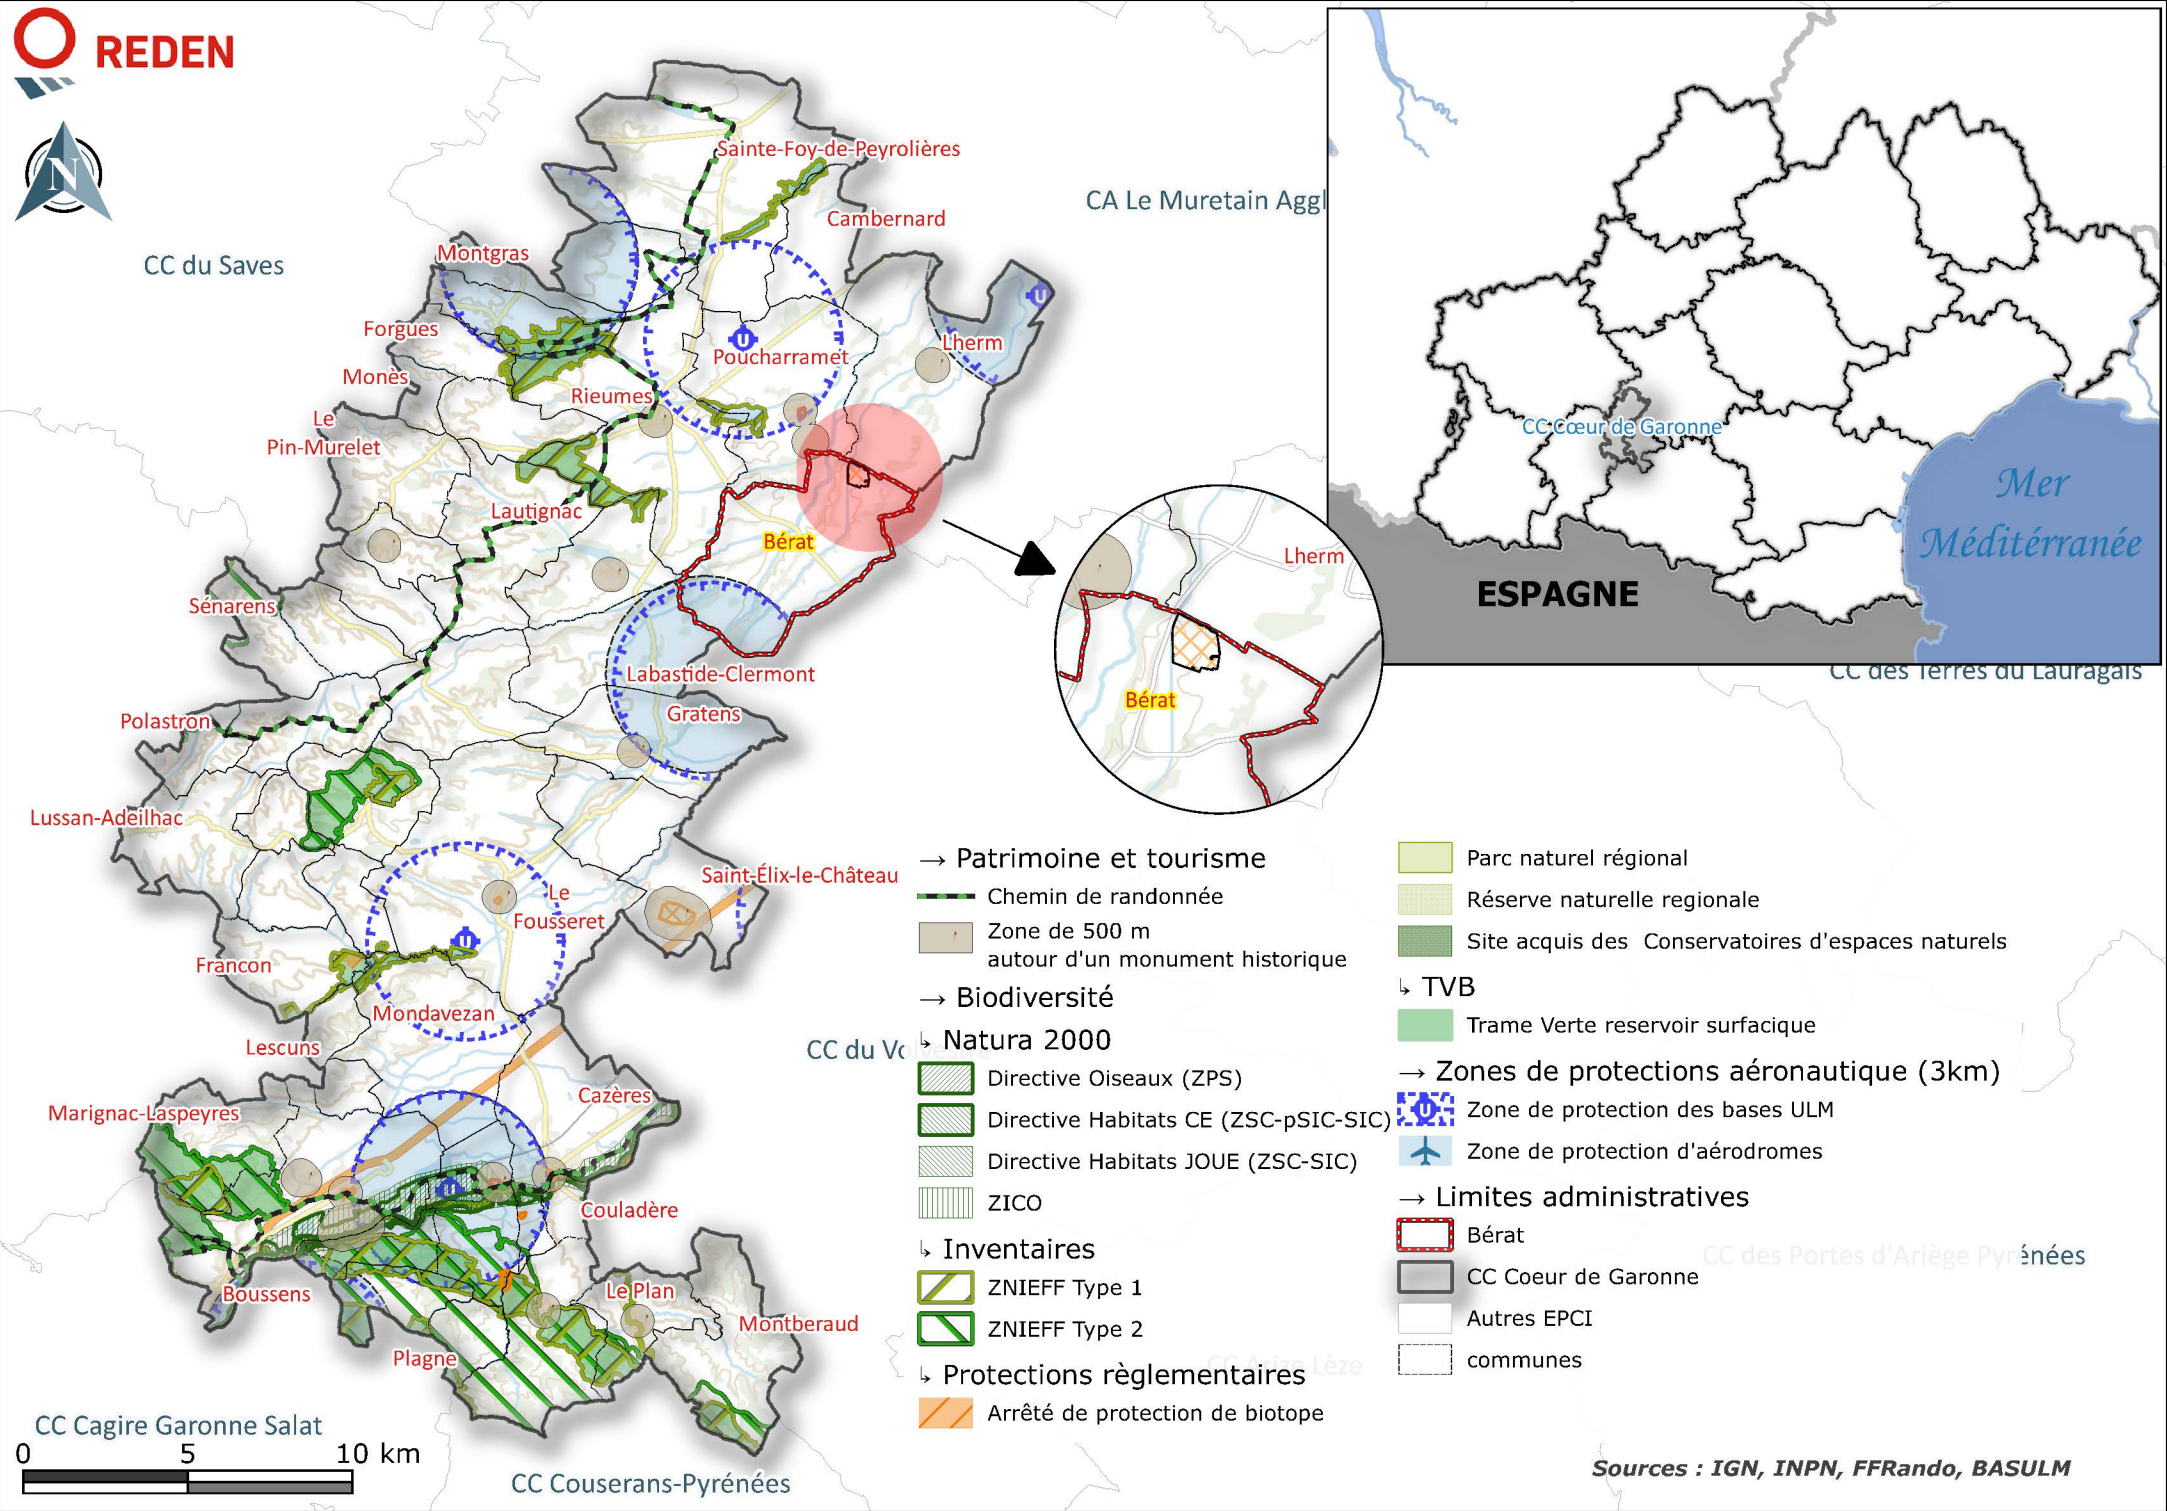 REDEN
N
CC du Saves
CA Le Muretain Aggl
Sainte-Foy-de-Peyrolières
Cambernard
Montgras
Forgues
Monès
Le
Pin-Murelet
Rieumes
U
Poucharramet
U
Lherm
Lautignac
Bérat
Sénarens
Labastide-Clermont
Gratens
Polastron
Lussan-Adeilhac
Saint-Élix-le-Château
Le
Fousseret
U
Francon
Mondavezan
Lescuns
CC du Vo
Cazères
Marignac-Laspeyres
U
Couladère
Boussens
Le Plan
Montberaud
Plagne
CC Cagire Garonne Salat
CC Couserans-Pyrénées
0 5 10 km
Lherm
Bérat
CC Cœur de Garonne
Mer
Méditérranée
ESPAGNE
CC des Terres du Lauragais
→ Patrimoine et tourisme
Chemin de randonnée
Zone de 500 m
autour d'un monument historique
→ Biodiversité
↳ Natura 2000
Directive Oiseaux (ZPS)
Directive Habitats CE (ZSC-pSIC-SIC)
Directive Habitats JOUE (ZSC-SIC)
ZICO
↳ Inventaires
ZNIEFF Type 1
ZNIEFF Type 2
↳ Protections règlementaires
Arrêté de protection de biotope
Parc naturel régional
Réserve naturelle regionale
Site acquis des Conservatoires d'espaces naturels
↳ TVB
Trame Verte reservoir surfacique
→ Zones de protections aéronautique (3km)
U Zone de protection des bases ULM
Zone de protection d'aérodromes
→ Limites administratives
Bérat
CC Coeur de Garonne
Autres EPCI
communes
CC des Portes d'Ariège Pyrénées
CC Arize Lèze
Sources : IGN, INPN, FFRando, BASULM